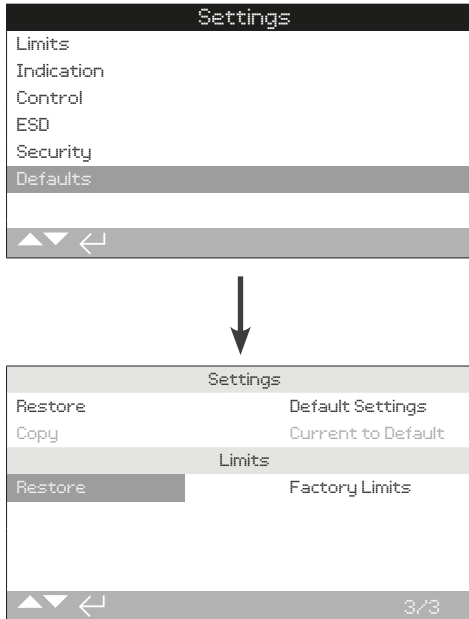 Settings
Limits
Indication
Control
ESD
Security
Defaults
Settings
Restore Default Settings
Copy Current to Default
Limits
Restore Factory Limits
3/3